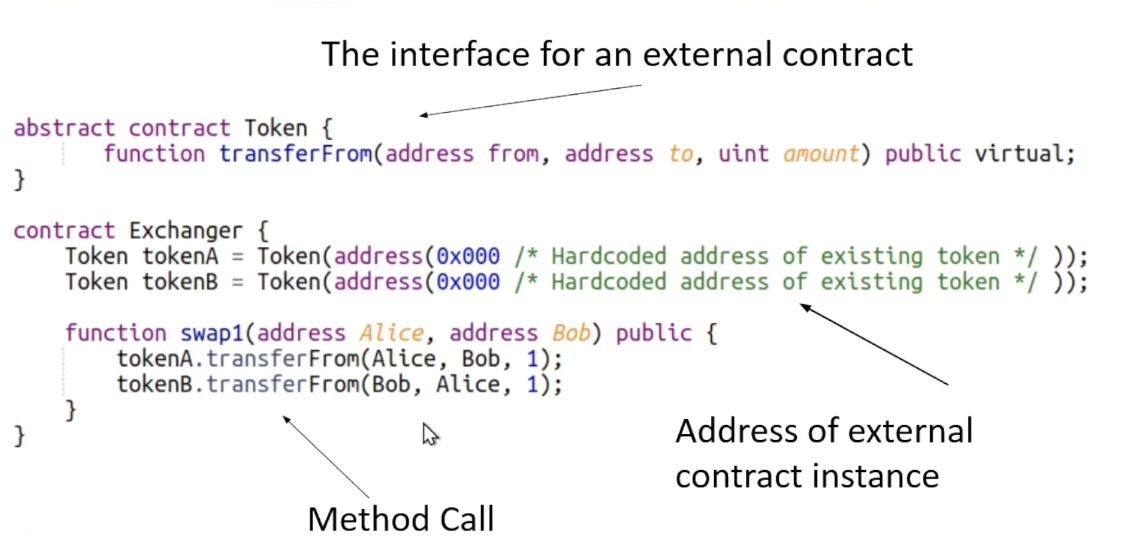 The interface for an external contract
abstract contract Token {
function transferFrom(address from, address to, uint amount) public virtual;
}
contract Exchanger {
Token tokenA = Token(address(0x000 /* Hardcoded address of existing token */ ));
Token tokenB = Token(address(0x000 /* Hardcoded address of existing token */ ));
function swap1(address Alice, address Bob) public {
tokenA.transferFrom(Alice, Bob, 1);
tokenB.transferFrom(Bob, Alice, 1);
}
}
Address of external
contract instance
Method Call